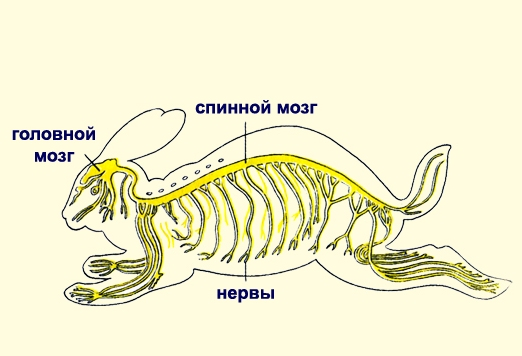 спинной мозг
головной
мозг
нервы